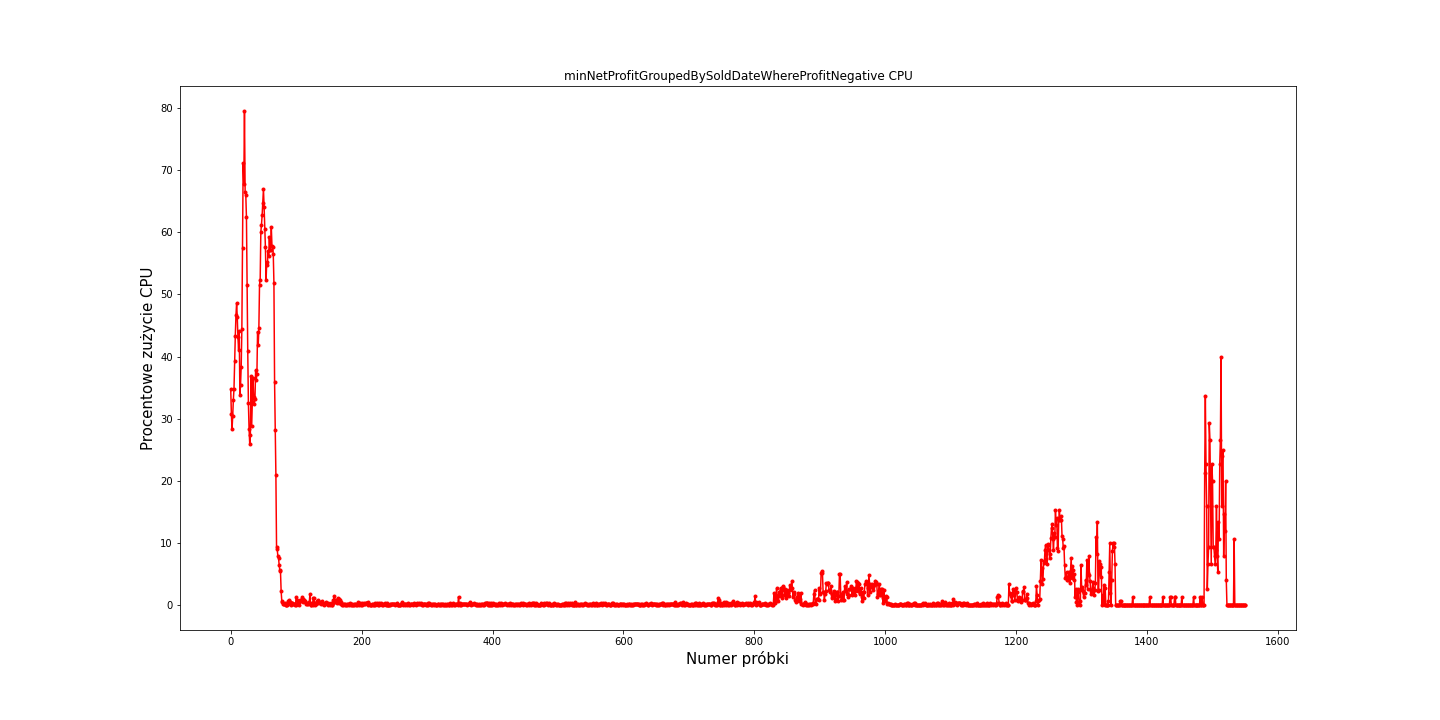 minNetProfitGroupedBySoldDateWhereProfitNegative CPU
Procentowe zużycie CPU
80
70
60
50
40
30
20
10
0
0 200 400 600 800 1000 1200 1400 1600
Numer próbki